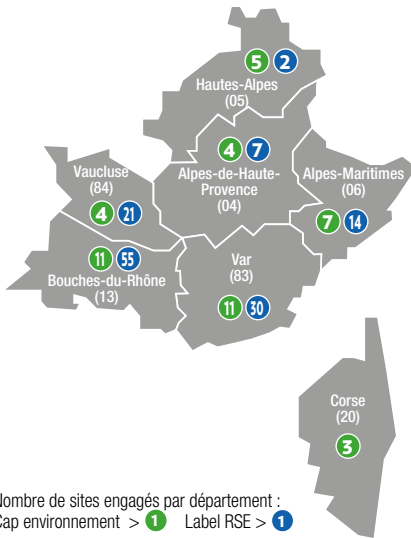 5 2
Hautes-Alpes
(05)
4 7
Alpes-de-Haute-
Provence
(04)
Vaucluse
(84)
4 21
Alpes-Maritimes
(06)
7 14
11 55
Bouches-du-Rhône
(13)
Var
(83)
11 30
Corse
(20)
3
Nombre de sites engagés par département :
Cap environnement > 1 Label RSE > 1